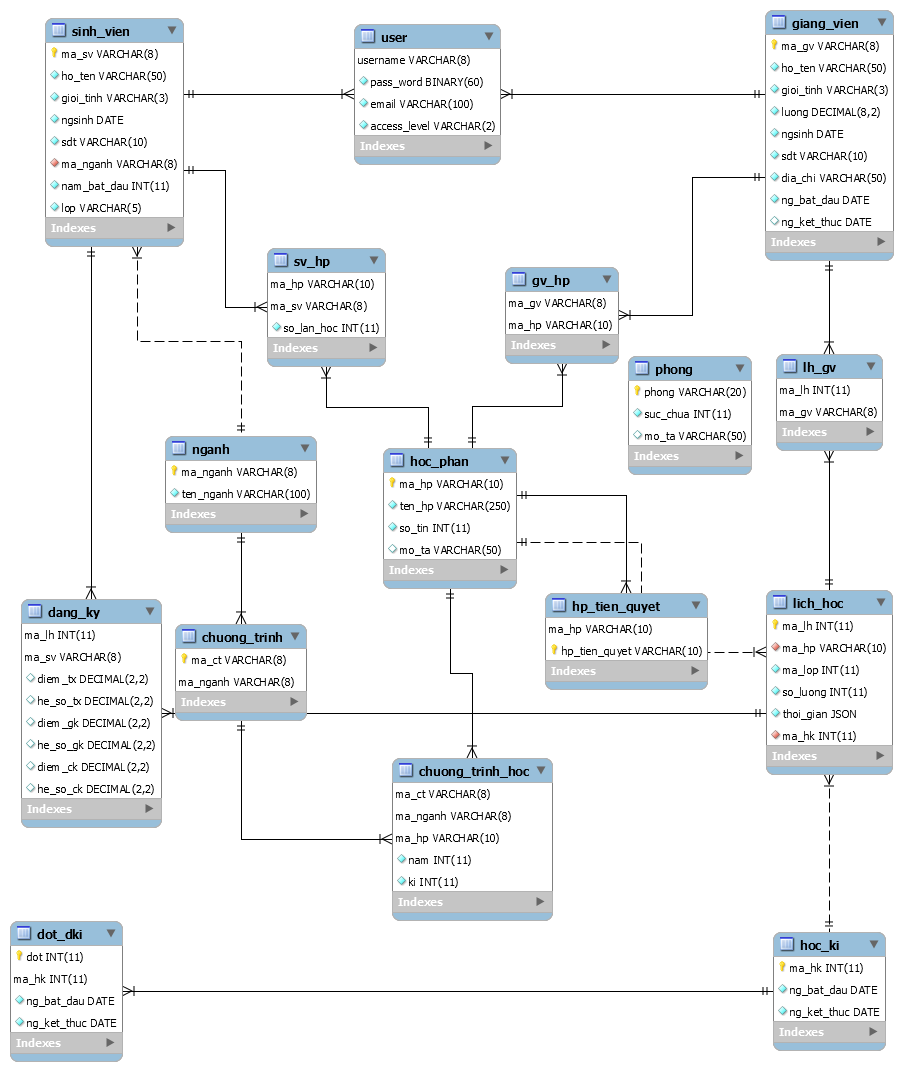 sinh_vien
ma_sv VARCHAR(8)
ho_ten VARCHAR(50)
gioi_tinh VARCHAR(3)
ngsinh DATE
sdt VARCHAR(10)
ma_nganh VARCHAR(8)
nam_bat_dau INT(11)
lop VARCHAR(5)
Indexes
user
username VARCHAR(8)
pass_word BINARY(60)
email VARCHAR(100)
access_level VARCHAR(2)
Indexes
giang_vien
ma_gv VARCHAR(8)
ho_ten VARCHAR(50)
gioi_tinh VARCHAR(3)
luong DECIMAL(8,2)
ngsinh DATE
sdt VARCHAR(10)
dia_chi VARCHAR(50)
ng_bat_dau DATE
ng_ket_thuc DATE
Indexes
sv_hp
ma_hp VARCHAR(10)
ma_sv VARCHAR(8)
so_lan_hoc INT(11)
Indexes
gv_hp
ma_gv VARCHAR(8)
ma_hp VARCHAR(10)
Indexes
phong
phong VARCHAR(20)
suc_chua INT(11)
mo_ta VARCHAR(50)
Indexes
lh_gv
ma_lh INT(11)
ma_gv VARCHAR(8)
Indexes
nganh
ma_nganh VARCHAR(8)
ten_nganh VARCHAR(100)
Indexes
hoc_phan
ma_hp VARCHAR(10)
ten_hp VARCHAR(250)
so_tin INT(11)
mo_ta VARCHAR(50)
Indexes
dang_ky
ma_lh INT(11)
ma_sv VARCHAR(8)
diem_tx DECIMAL(2,2)
he_so_tx DECIMAL(2,2)
diem_gk DECIMAL(2,2)
he_so_gk DECIMAL(2,2)
diem_ck DECIMAL(2,2)
he_so_ck DECIMAL(2,2)
Indexes
chuong_trinh
ma_ct VARCHAR(8)
ma_nganh VARCHAR(8)
Indexes
hp_tien_quyet
ma_hp VARCHAR(10)
hp_tien_quyet VARCHAR(10)
Indexes
lich_hoc
ma_lh INT(11)
ma_hp VARCHAR(10)
ma_lop INT(11)
so_luong INT(11)
thoi_gian JSON
ma_hk INT(11)
Indexes
chuong_trinh_hoc
ma_ct VARCHAR(8)
ma_nganh VARCHAR(8)
ma_hp VARCHAR(10)
nam INT(11)
ki INT(11)
Indexes
dot_dki
dot INT(11)
ma_hk INT(11)
ng_bat_dau DATE
ng_ket_thuc DATE
Indexes
hoc_ki
ma_hk INT(11)
ng_bat_dau DATE
ng_ket_thuc DATE
Indexes